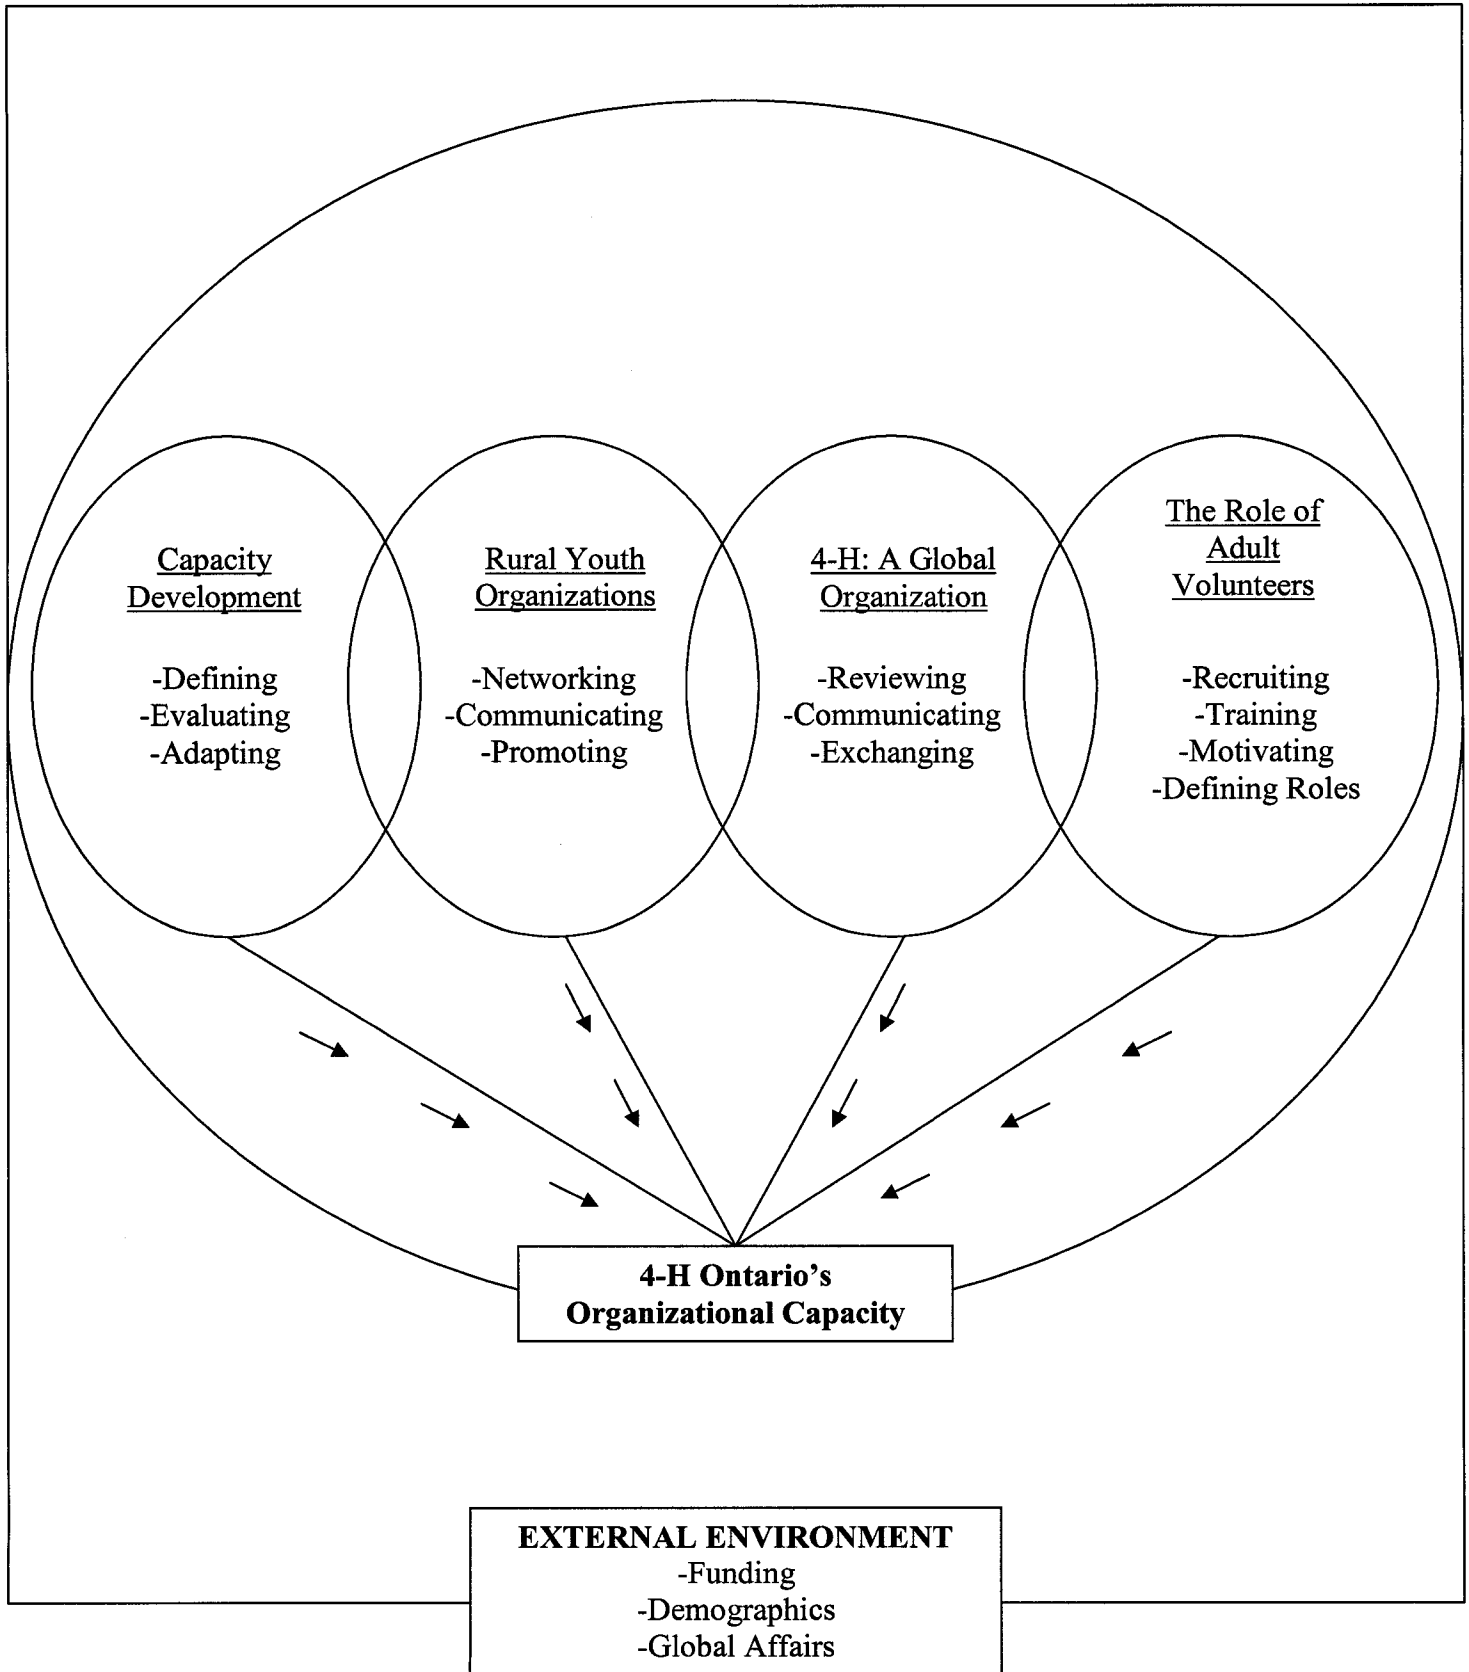 Capacity
Development
-Defining
-Evaluating
-Adapting
Rural Youth
Organizations
-Networking
-Communicating
-Promoting
4-H: A Global
Organization
-Reviewing
-Communicating
-Exchanging
The Role of
Adult
Volunteers
-Recruiting
-Training
-Motivating
-Defining Roles
4-H Ontario's
Organizational Capacity
EXTERNAL ENVIRONMENT
-Funding
-Demographics
-Global Affairs